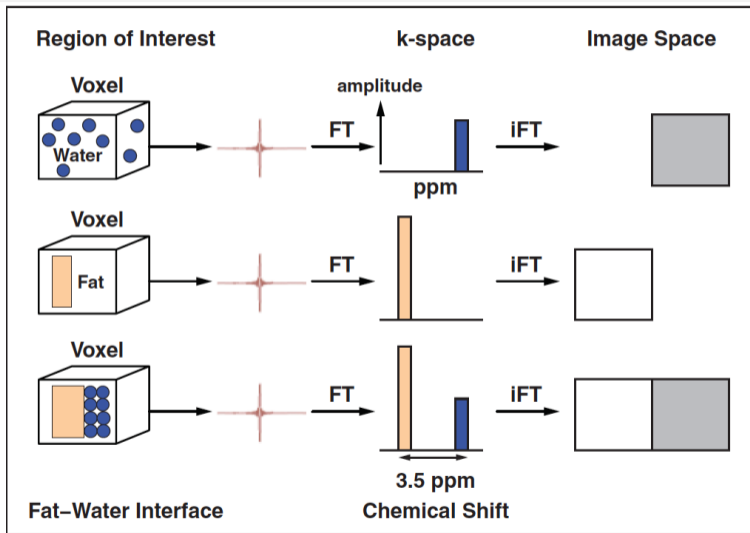 Region of Interest
k-space
Image Space
Voxel
amplitude
Water
FT
iFT
ppm
Voxel
Fat
FT
iFT
Voxel
FT
iFT
3.5 ppm
Fat–Water Interface
Chemical Shift